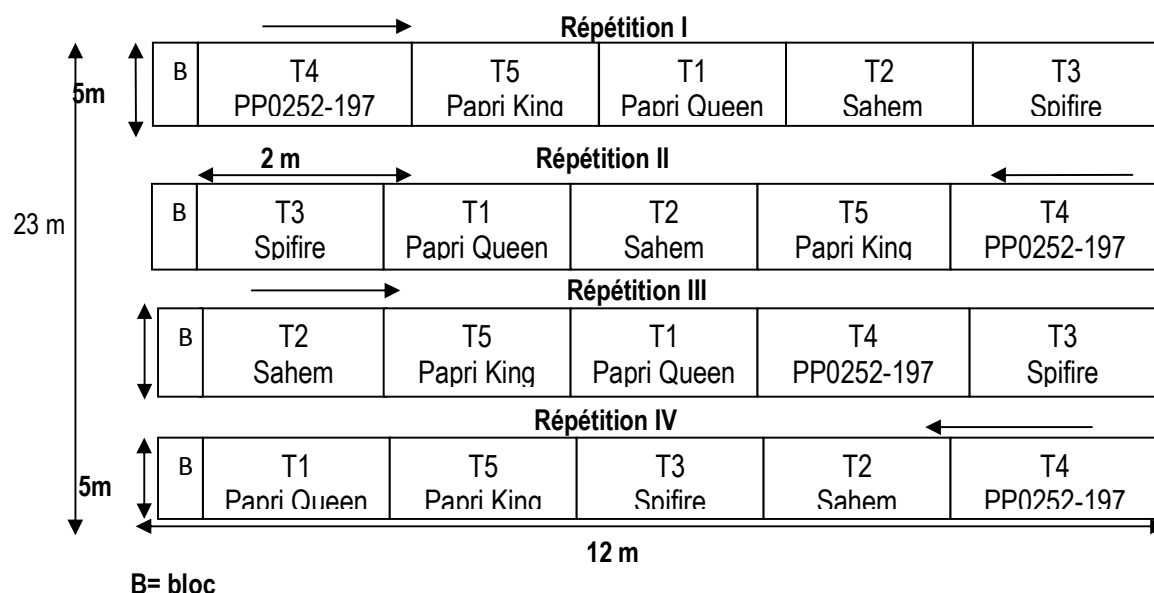 Répétition I
5m
B T4 T5 T1 T2 T3
PP0252-197 Papri King Papri Queen Sahem Spifire
2 m Répétition II
23 m
B T3 T1 T2 T5 T4
Spifire Papri Queen Sahem Papri King PP0252-197
Répétition III
B T2 T5 T1 T4 T3
Sahem Papri King Papri Queen PP0252-197 Spifire
Répétition IV
5m
B T1 T5 T3 T2 T4
Papri Queen Papri King Spifire Sahem PP0252-197
12 m
B= bloc